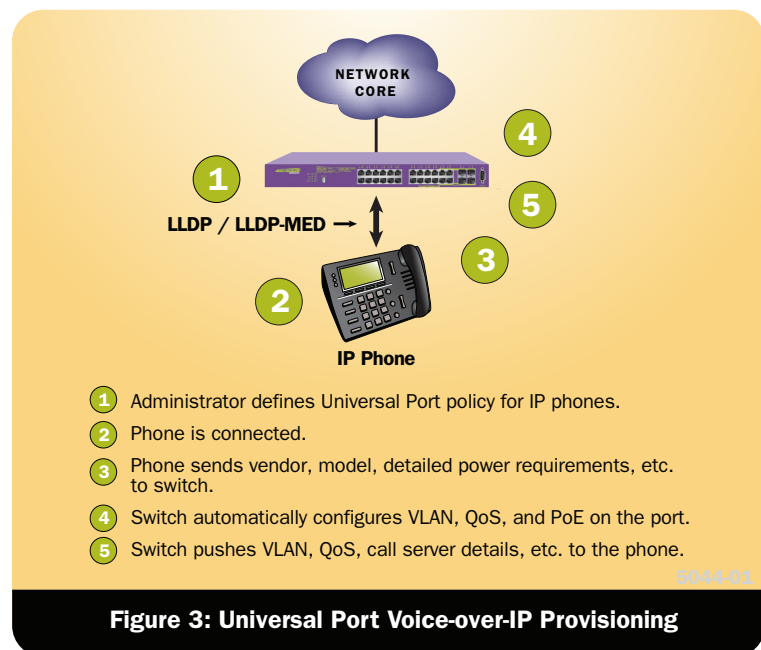 NETWORK
CORE
4
1
5
LLDP / LLDP-MED →
3
2
IP Phone
1 Administrator defines Universal Port policy for IP phones.
2 Phone is connected.
3 Phone sends vendor, model, detailed power requirements, etc.
to switch.
4 Switch automatically configures VLAN, QoS, and PoE on the port.
5 Switch pushes VLAN, QoS, call server details, etc. to the phone.
5044-01
Figure 3: Universal Port Voice-over-IP Provisioning